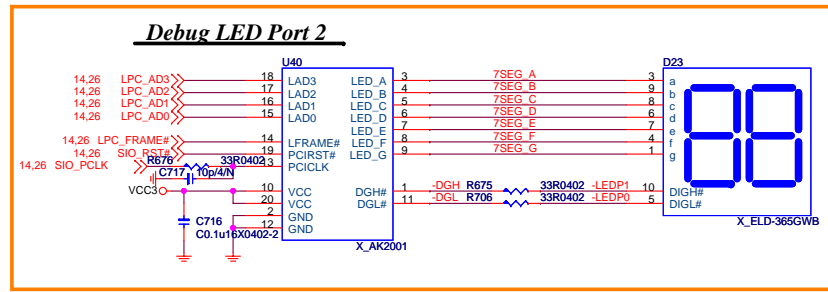 Debug LED Port 2
U40
D23
14,26 LPC_AD3 18 LAD3 LED_A 3 7SEG_A 3 a
14,26 LPC_AD2 17 LAD2 LED_B 4 7SEG_B 9 b
14,26 LPC_AD1 16 LAD1 LED_C 5 7SEG_C 8 c
14,26 LPC_AD0 15 LAD0 LED_D 6 7SEG_D 6 d
LED_E 7 7SEG_E 7 e
14,26 LPC_FRAME# 14 LFRAME# LED_F 8 7SEG_F 4 f
14,26 SIO_RST# 19 PCIRST# LED_G 9 7SEG_G 1 g
14,26 SIO_PCLK R676 33R0402 13 PCICLK
C717 10p/4/N
VCC3 10 VCC DGH# 1 -DGH R675 33R0402 -LEDP1 10 DIGH#
20 VCC DGL# 11 -DGL R706 33R0402 -LEDP0 5 DIGL#
2 GND
C716 12 GND
C0.1u16X0402-2
X_AK2001
X_ELD-365GWB